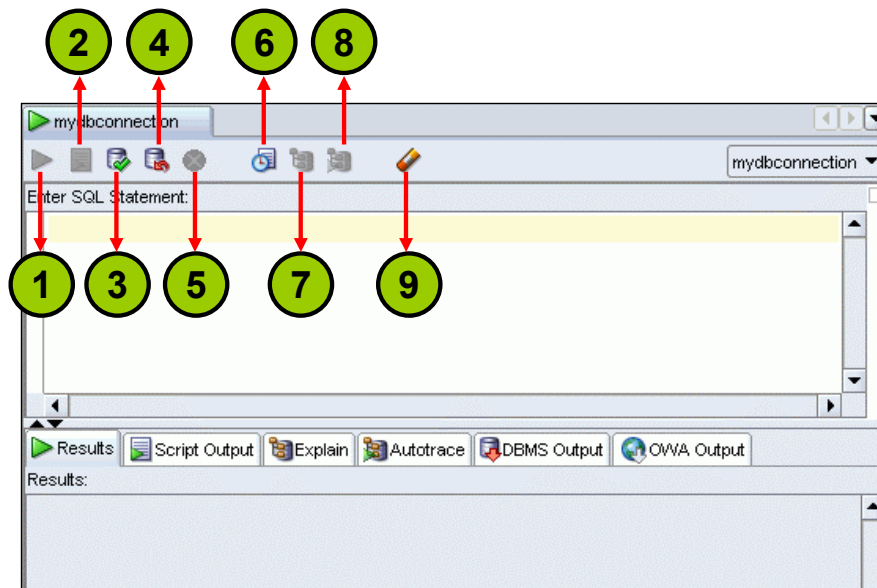 2 4 6 8
mydbconnection
mydbconnection
Enter SQL Statement:
1 3 5 7 9
Results Script Output Explain Autotrace DBMS Output OWA Output
Results: